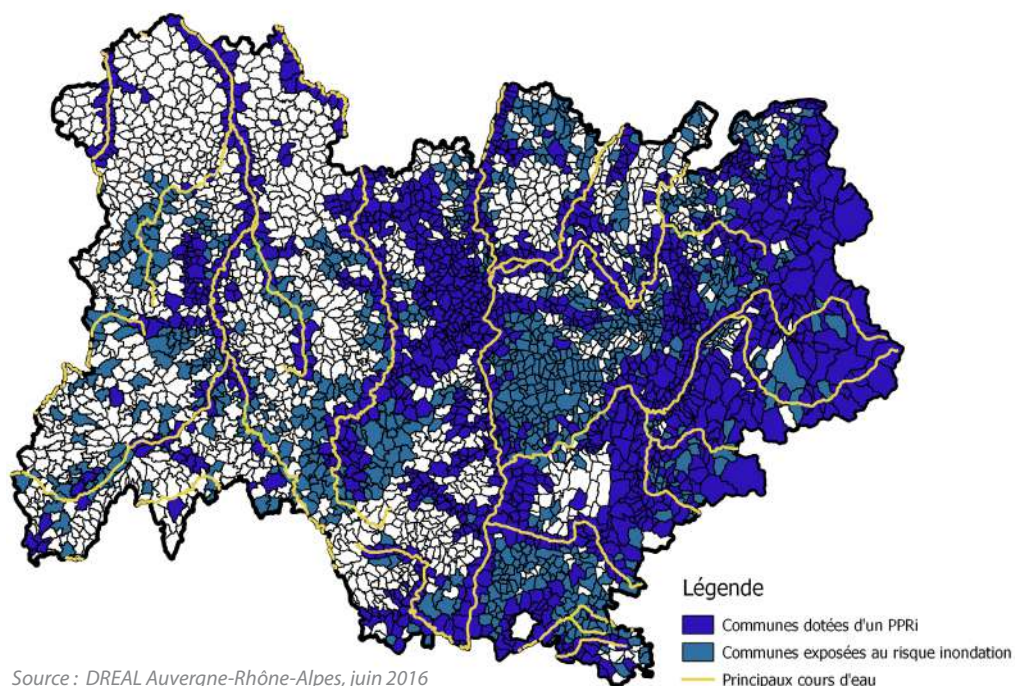 Légende
Communes dotées d'un PPRi
Communes exposées au risque inondation
Principaux cours d'eau
Source : DREAL Auvergne-Rhône-Alpes, juin 2016